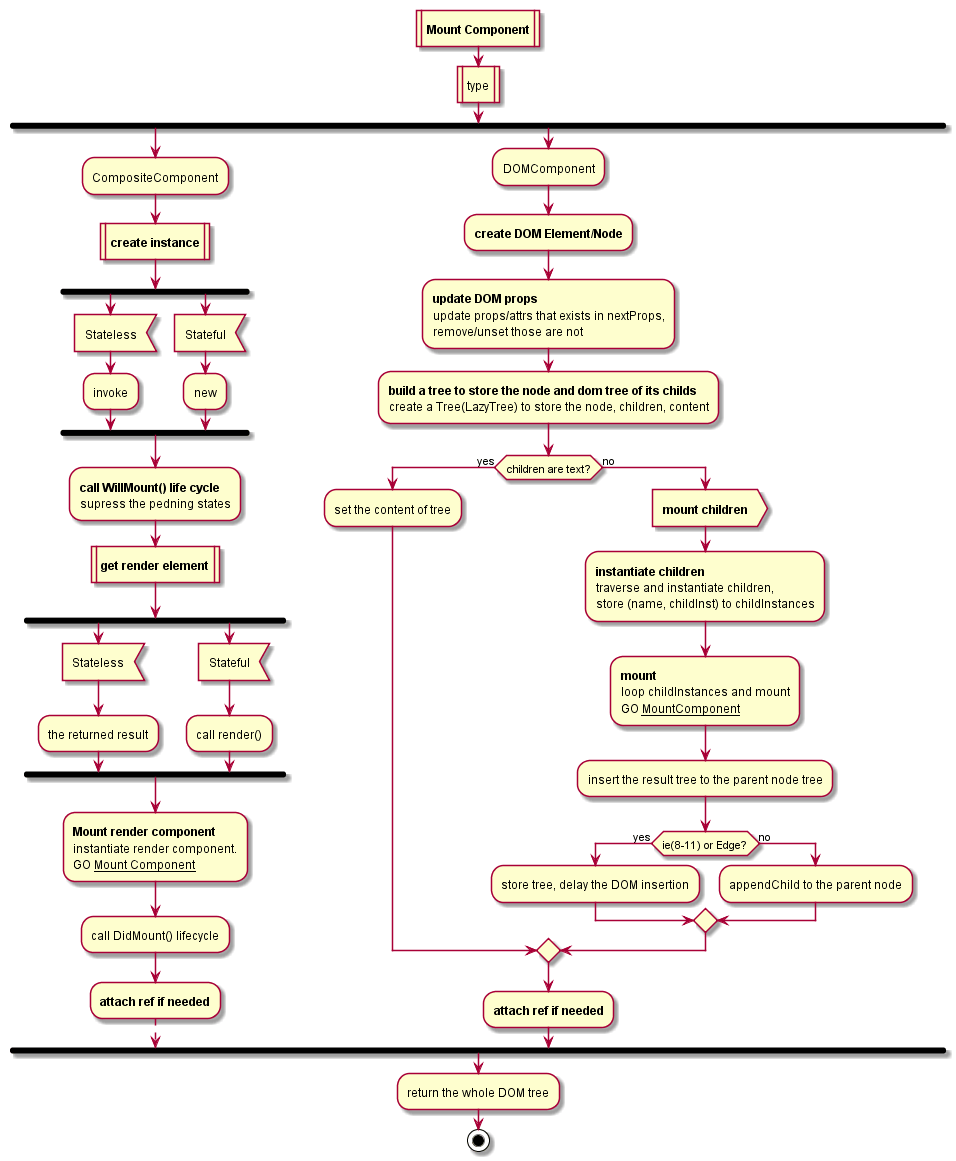 Mount Component
type
CompositeComponent
create instance
Stateless
Stateful
invoke
new
call WillMount() life cycle
supress the pedning states
get render element
Stateless
Stateful
the returned result
call render()
Mount render component
instantiate render component.
GO Mount Component
call DidMount() lifecycle
attach ref if needed
DOMComponent
create DOM Element/Node
update DOM props
update props/attrs that exists in nextProps,
remove/unset those are not
build a tree to store the node and dom tree of its childs
create a Tree(LazyTree) to store the node, children, content
yes
children are text?
no
set the content of tree
mount children
instantiate children
traverse and instantiate children,
store (name, childInst) to childInstances
mount
loop childInstances and mount
GO MountComponent
insert the result tree to the parent node tree
yes
ie(8-11) or Edge?
no
store tree, delay the DOM insertion
appendChild to the parent node
attach ref if needed
return the whole DOM tree